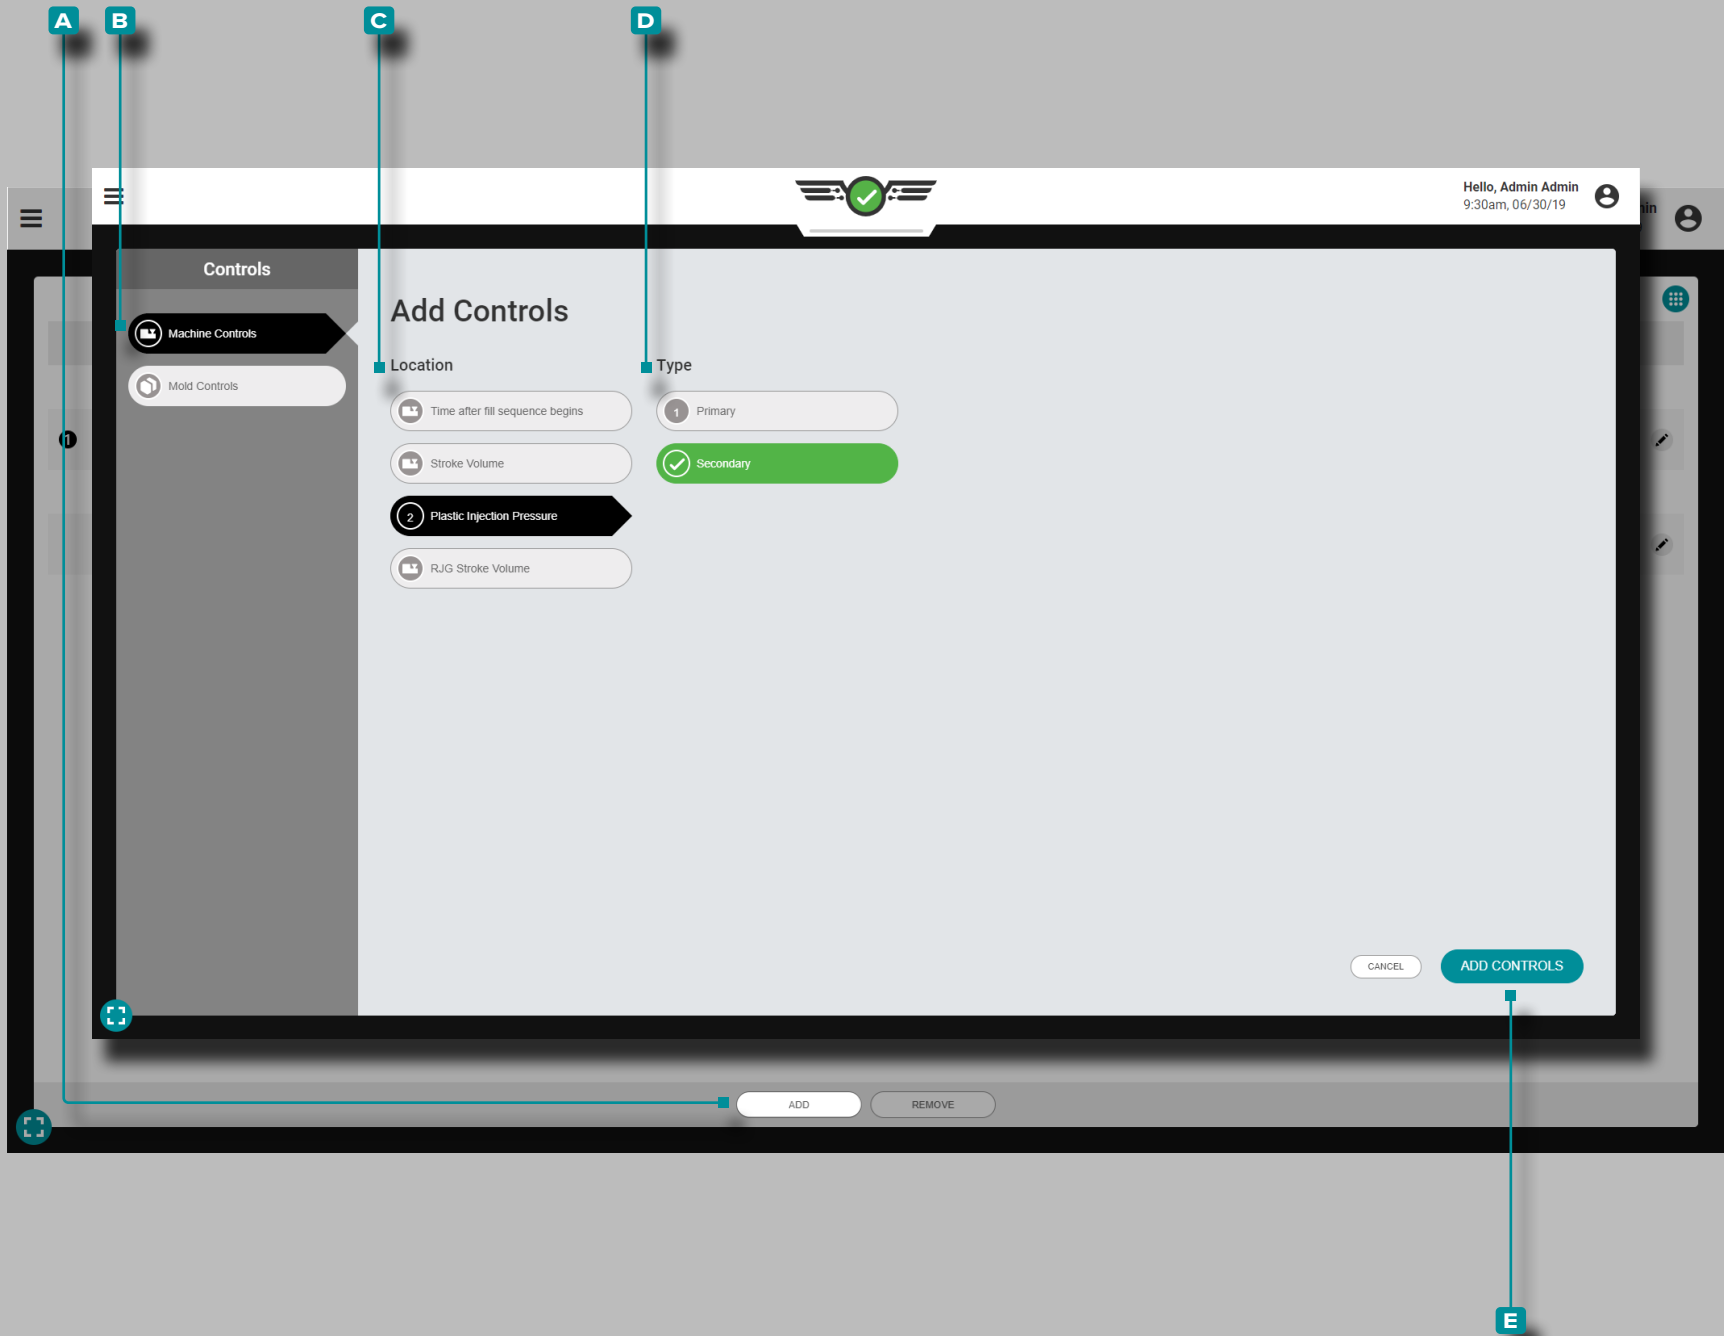 A B C D
Hello, Admin Admin
9:30am, 06/30/19
Controls
Machine Controls
Mold Controls
Add Controls
Location
Type
Time after fill sequence begins
1 Primary
Stroke Volume
Secondary
2 Plastic Injection Pressure
RJG Stroke Volume
1
CANCEL
ADD CONTROLS
ADD
REMOVE
E